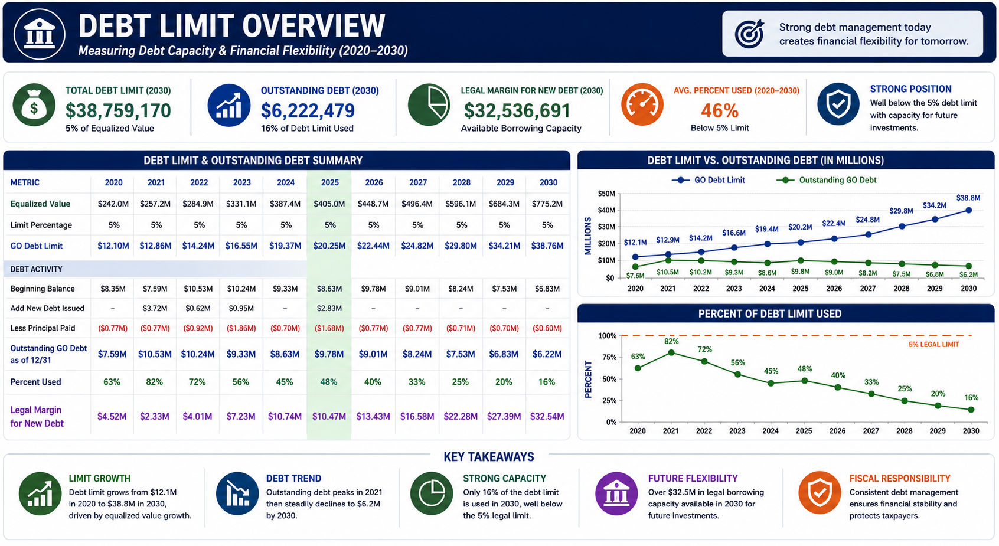 DEBT LIMIT OVERVIEW
Measuring Debt Capacity & Financial Flexibility (2020–2030)
Strong debt management today
creates financial flexibility for tomorrow.
$
TOTAL DEBT LIMIT (2030)
$38,759,170
5% of Equalized Value
OUTSTANDING DEBT (2030)
$6,222,479
16% of Debt Limit Used
LEGAL MARGIN FOR NEW DEBT (2030)
$32,536,691
Available Borrowing Capacity
AVG. PERCENT USED (2020–2030)
46%
Below 5% Limit
STRONG POSITION
Well below the 5% debt limit
with capacity for future
investments.
DEBT LIMIT & OUTSTANDING DEBT SUMMARY
METRIC 2020 2021 2022 2023 2024 2025 2026 2027 2028 2029 2030
Equalized Value $242.0M $257.2M $284.9M $331.1M $387.4M $405.0M $448.7M $496.4M $596.1M $684.3M $775.2M
Limit Percentage 5% 5% 5% 5% 5% 5% 5% 5% 5% 5% 5%
GO Debt Limit $12.10M $12.86M $14.24M $16.55M $19.37M $20.25M $22.44M $24.82M $29.80M $34.21M $38.76M
DEBT ACTIVITY
Beginning Balance $8.35M $7.59M $10.53M $10.24M $9.33M $8.63M $9.78M $9.01M $8.24M $7.53M $6.83M
Add New Debt Issued – $3.72M $0.62M $0.95M – $2.83M – – – – –
Less Principal Paid ($0.77M) ($0.77M) ($0.92M) ($1.86M) ($0.70M) ($1.68M) ($0.77M) ($0.77M) ($0.71M) ($0.70M) ($0.60M)
Outstanding GO Debt
as of 12/31 $7.59M $10.53M $10.24M $9.33M $8.63M $9.78M $9.01M $8.24M $7.53M $6.83M $6.22M
Percent Used 63% 82% 72% 56% 45% 48% 40% 33% 25% 20% 16%
Legal Margin
for New Debt $4.52M $2.33M $4.01M $7.23M $10.74M $10.47M $13.43M $16.58M $22.28M $27.39M $32.54M
DEBT LIMIT VS. OUTSTANDING DEBT (IN MILLIONS)
GO Debt Limit Outstanding GO Debt
MILLIONS
$50M
$40M
$30M
$20M
$10M
$0
$12.1M $12.9M $14.2M $16.6M $19.4M $20.2M $22.4M $24.8M $29.8M $34.2M $38.8M
$7.6M $10.5M $10.2M $9.3M $8.6M $9.8M $9.0M $8.2M $7.5M $6.8M $6.2M
2020 2021 2022 2023 2024 2025 2026 2027 2028 2029 2030
PERCENT OF DEBT LIMIT USED
PERCENT
100%
75%
50%
25%
0%
5% LEGAL LIMIT
63% 82% 72% 56% 45% 48% 40% 33% 25% 20% 16%
2020 2021 2022 2023 2024 2025 2026 2027 2028 2029 2030
KEY TAKEAWAYS
LIMIT GROWTH
Debt limit grows from $12.1M
in 2020 to $38.8M in 2030,
driven by equalized value growth.
DEBT TREND
Outstanding debt peaks in 2021
then steadily declines to $6.2M
by 2030.
STRONG CAPACITY
Only 16% of the debt limit
is used in 2030, well below
the 5% legal limit.
FUTURE FLEXIBILITY
Over $32.5M in legal borrowing
capacity available in 2030 for
future investments.
FISCAL RESPONSIBILITY
Consistent debt management
ensures financial stability and
protects taxpayers.